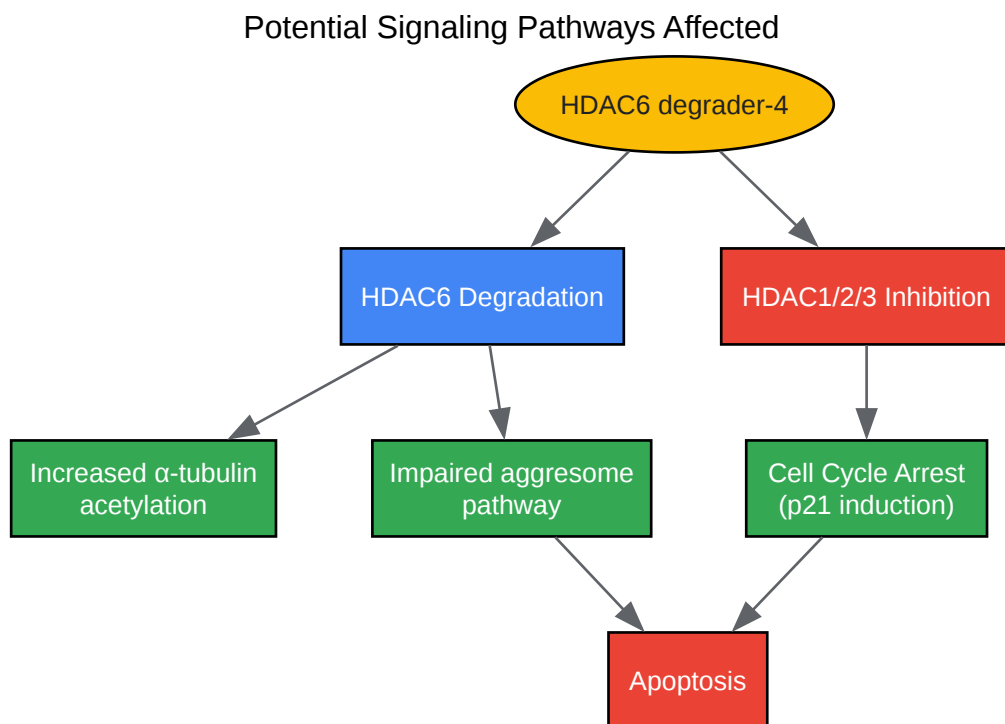 Potential Signaling Pathways Affected
HDAC6 degrader-4
HDAC6 Degradation
HDAC1/2/3 Inhibition
Increased α-tubulin
acetylation
Impaired aggresome
pathway
Cell Cycle Arrest
(p21 induction)
Apoptosis